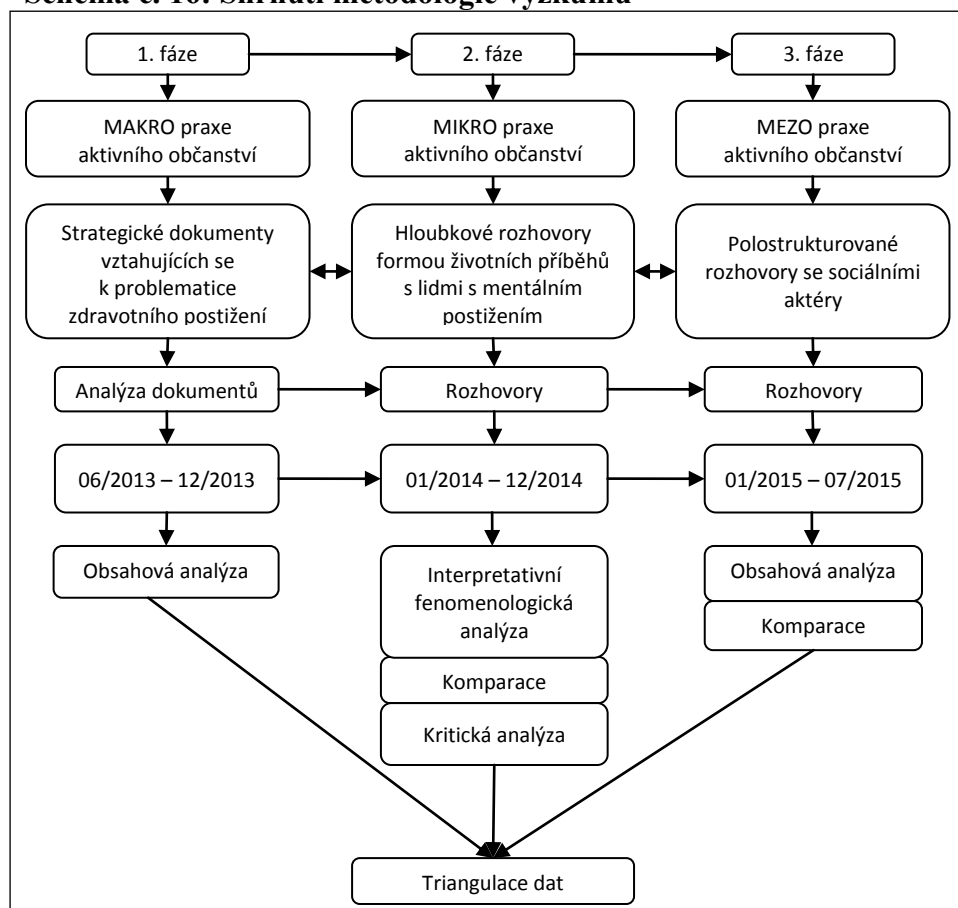 Schéma č. Shrnutí metodologie výzkumu
1. fáze
2. fáze
3. fáze
MAKRO praxe
aktivního občanství
MIKRO praxe
aktivního občanství
MEZO praxe
aktivního občanství
Strategické dokumenty
vztahujících se
k problematice
zdravotního postižení
Hloubkové rozhovory
formou životních příběhů
s lidmi s mentálním
postižením
Polostrukturované
rozhovory se sociálními
aktéry
Analýza dokumentů
Rozhovory
Rozhovory
06/2013 – 12/2013
01/2014 – 12/2014
01/2015 – 07/2015
Obsahová analýza
Interpretativní
fenomenologická
analýza
Komparace
Kritická analýza
Obsahová analýza
Komparace
Triangulace dat